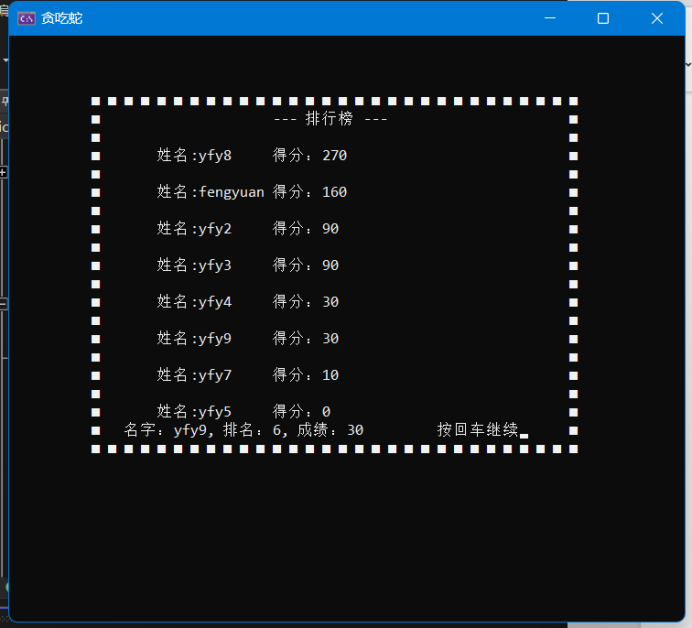 贪吃蛇
--- 排行榜 ---
姓名:yfy8 得分：270
姓名:fengyuan 得分：160
姓名:yfy2 得分：90
姓名:yfy3 得分：90
姓名:yfy4 得分：30
姓名:yfy9 得分：30
姓名:yfy7 得分：10
姓名:yfy5 得分：0
名字：yfy9, 排名：6, 成绩：30 按回车继续